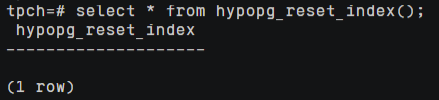 tpch=# select * from hypopg_reset_index();
 hypopg_reset_index
--------------------

(1 row)